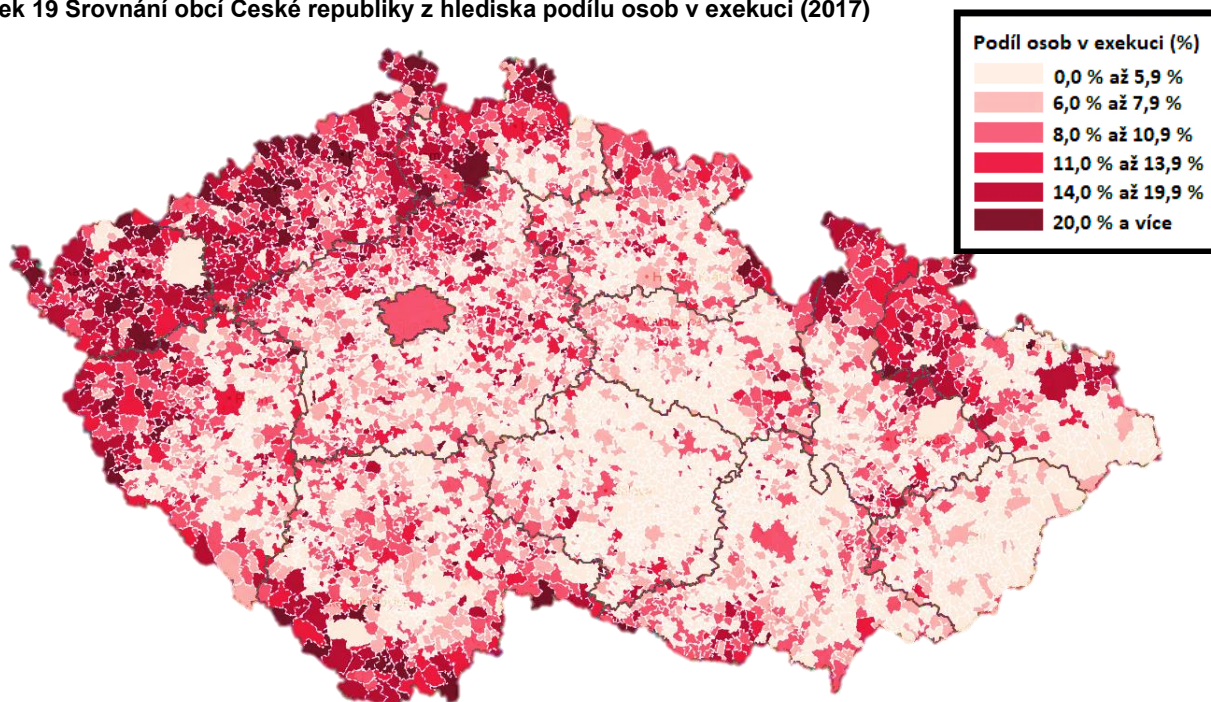 ek 19 Srovnání obcí České republiky z hlediska podílu osob v exekuci (2017)
Podíl osob v exekuci (%)
0,0 % až 5,9 %
6,0 % až 7,9 %
8,0 % až 10,9 %
11,0 % až 13,9 %
14,0 % až 19,9 %
20,0 % a více